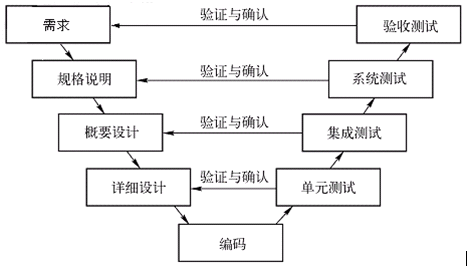 需求
验证与确认
验收测试
规格说明
验证与确认
系统测试
概要设计
验证与确认
集成测试
详细设计
验证与确认
单元测试
编码